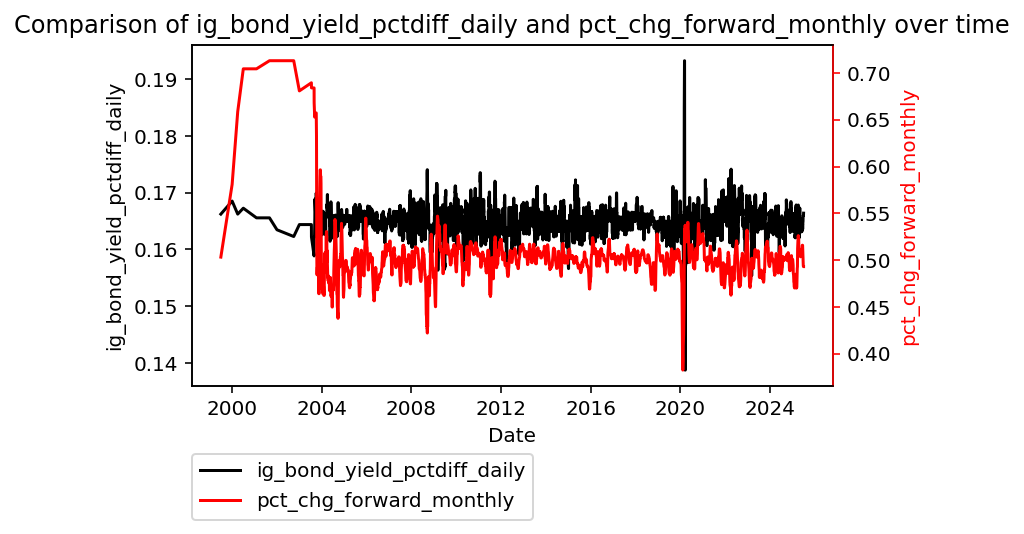 Comparison of ig_bond_yield_pctdiff_daily and pct_chg_forward_monthly over time
ig_bond_yield_pctdiff_daily
0.19
0.18
0.17
0.16
0.15
0.14
0.70
0.65
0.60
0.55
0.50
0.45
0.40
pct_chg_forward_monthly
2000 2004 2008 2012 2016 2020 2024
Date
ig_bond_yield_pctdiff_daily
pct_chg_forward_monthly